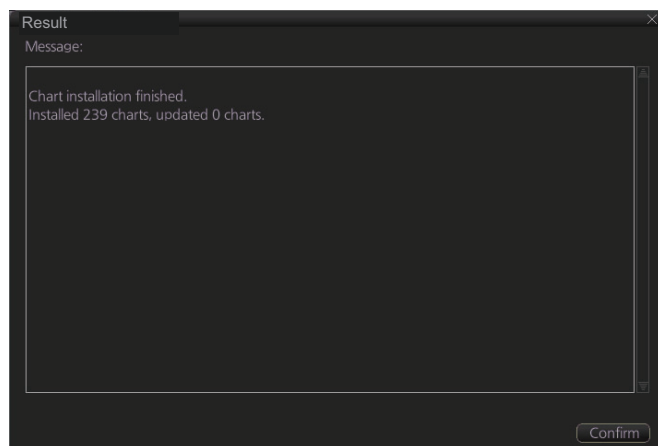 Result
Message:
Chart installation finished.
Installed 239 charts, updated 0 charts.
Confirm